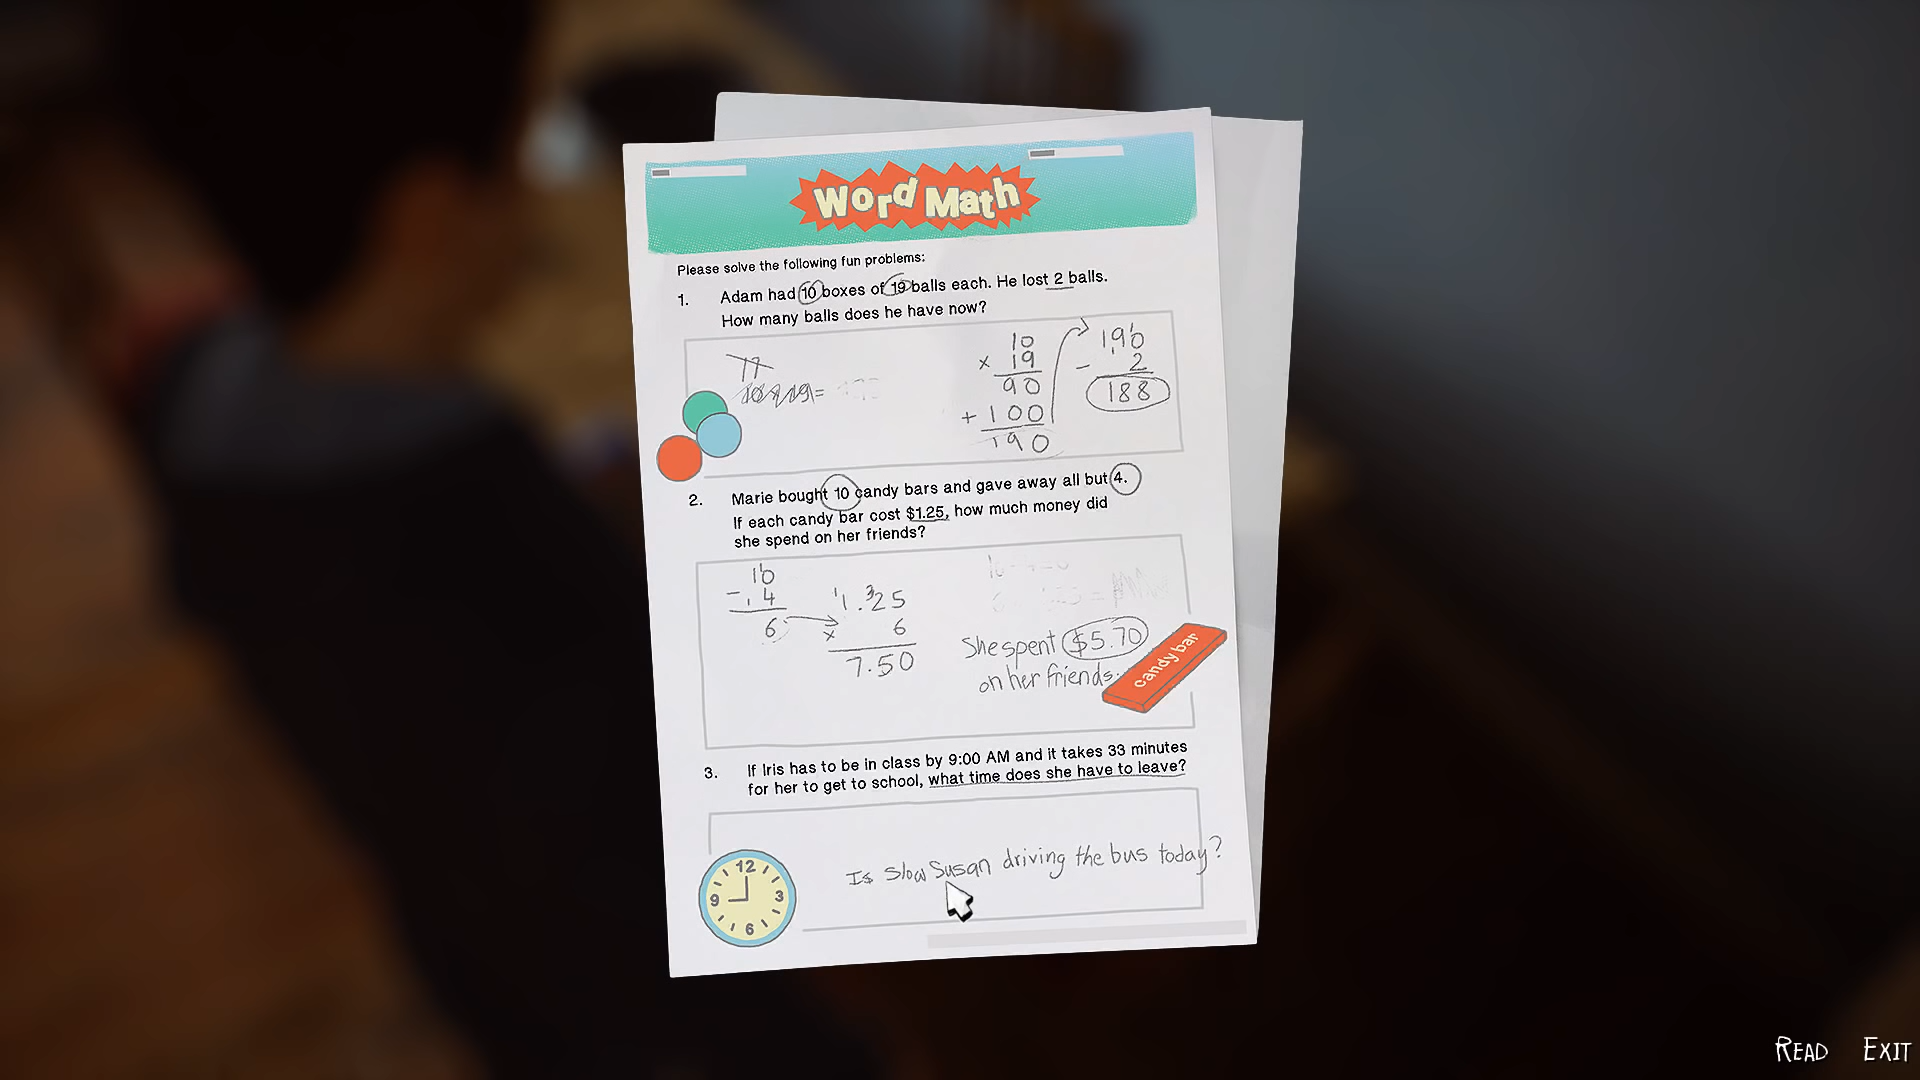 Word Math
Please solve the following fun problems:
1. Adam had 10 boxes of 19 balls each. He lost 2 balls.
How many balls does he have now?
17
10
x 19
90
+ 100
190
190
- 2
188
2. Marie bought 10 candy bars and gave away all but 4.
If each candy bar cost $1.25, how much money did
she spend on her friends?
10
- 4
6
1.25
x 6
7.50
She spent $5.70
on her friends.
candy bar
3. If Iris has to be in class by 9:00 AM and it takes 33 minutes
for her to get to school, what time does she have to leave?
12
9 3
6
Is Slow Susan driving the bus today?
READ EXIT